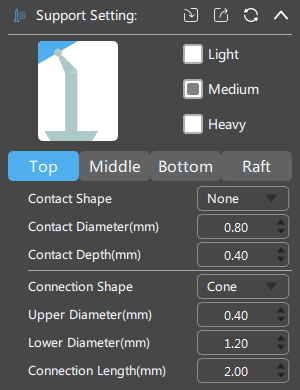 Support Setting:
Light
Medium
Heavy
Top Middle Bottom Raft
Contact Shape None
Contact Diameter(mm) 0.80
Contact Depth(mm) 0.40
Connection Shape Cone
Upper Diameter(mm) 0.40
Lower Diameter(mm) 1.20
Connection Length(mm) 2.00